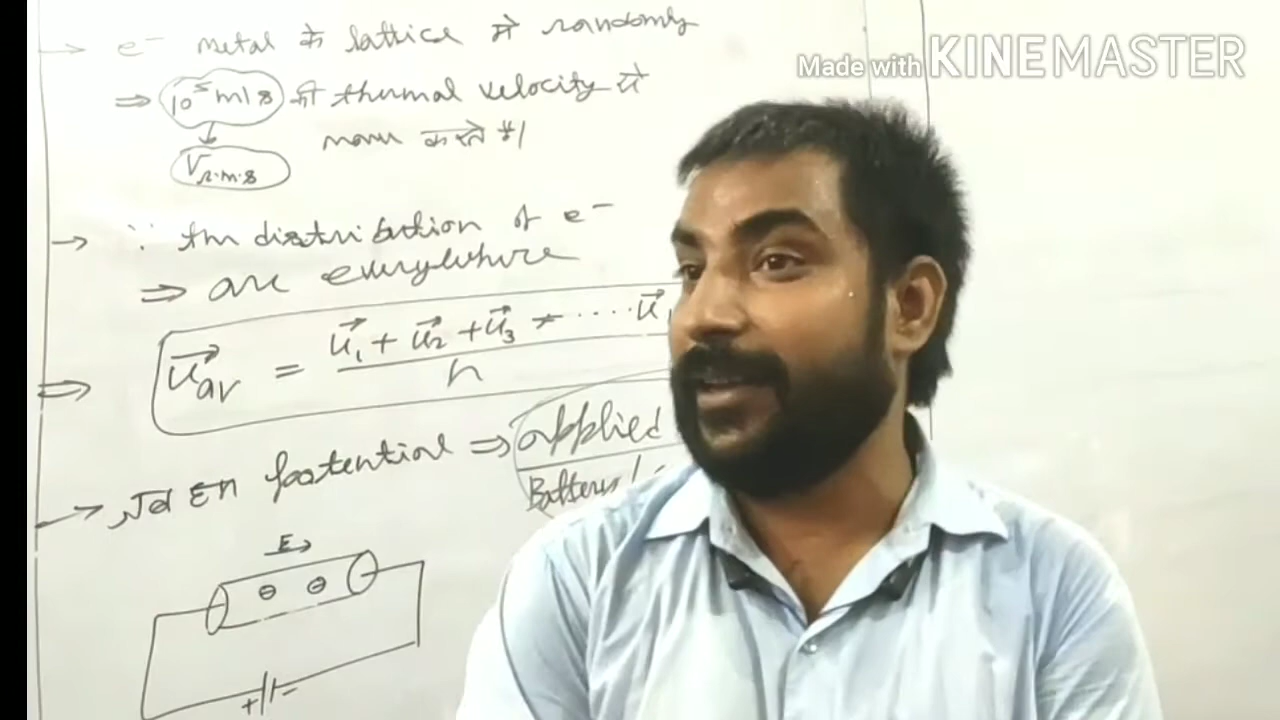 Made with KINEMASTER
→ e⁻ metal के lattice में randomly
⇒ 10⁵ m/s की thermal velocity से
↓ move करते है।
Vr.m.s
→ ∵ the distribution of e⁻
⇒ are everywhere
⇒ u⃗av = u⃗1 + u⃗2 + u⃗3 + ..... u⃗
n
→ जब हम potential ⇒ applied
Battery
E→
⊖ ⊖
+ -